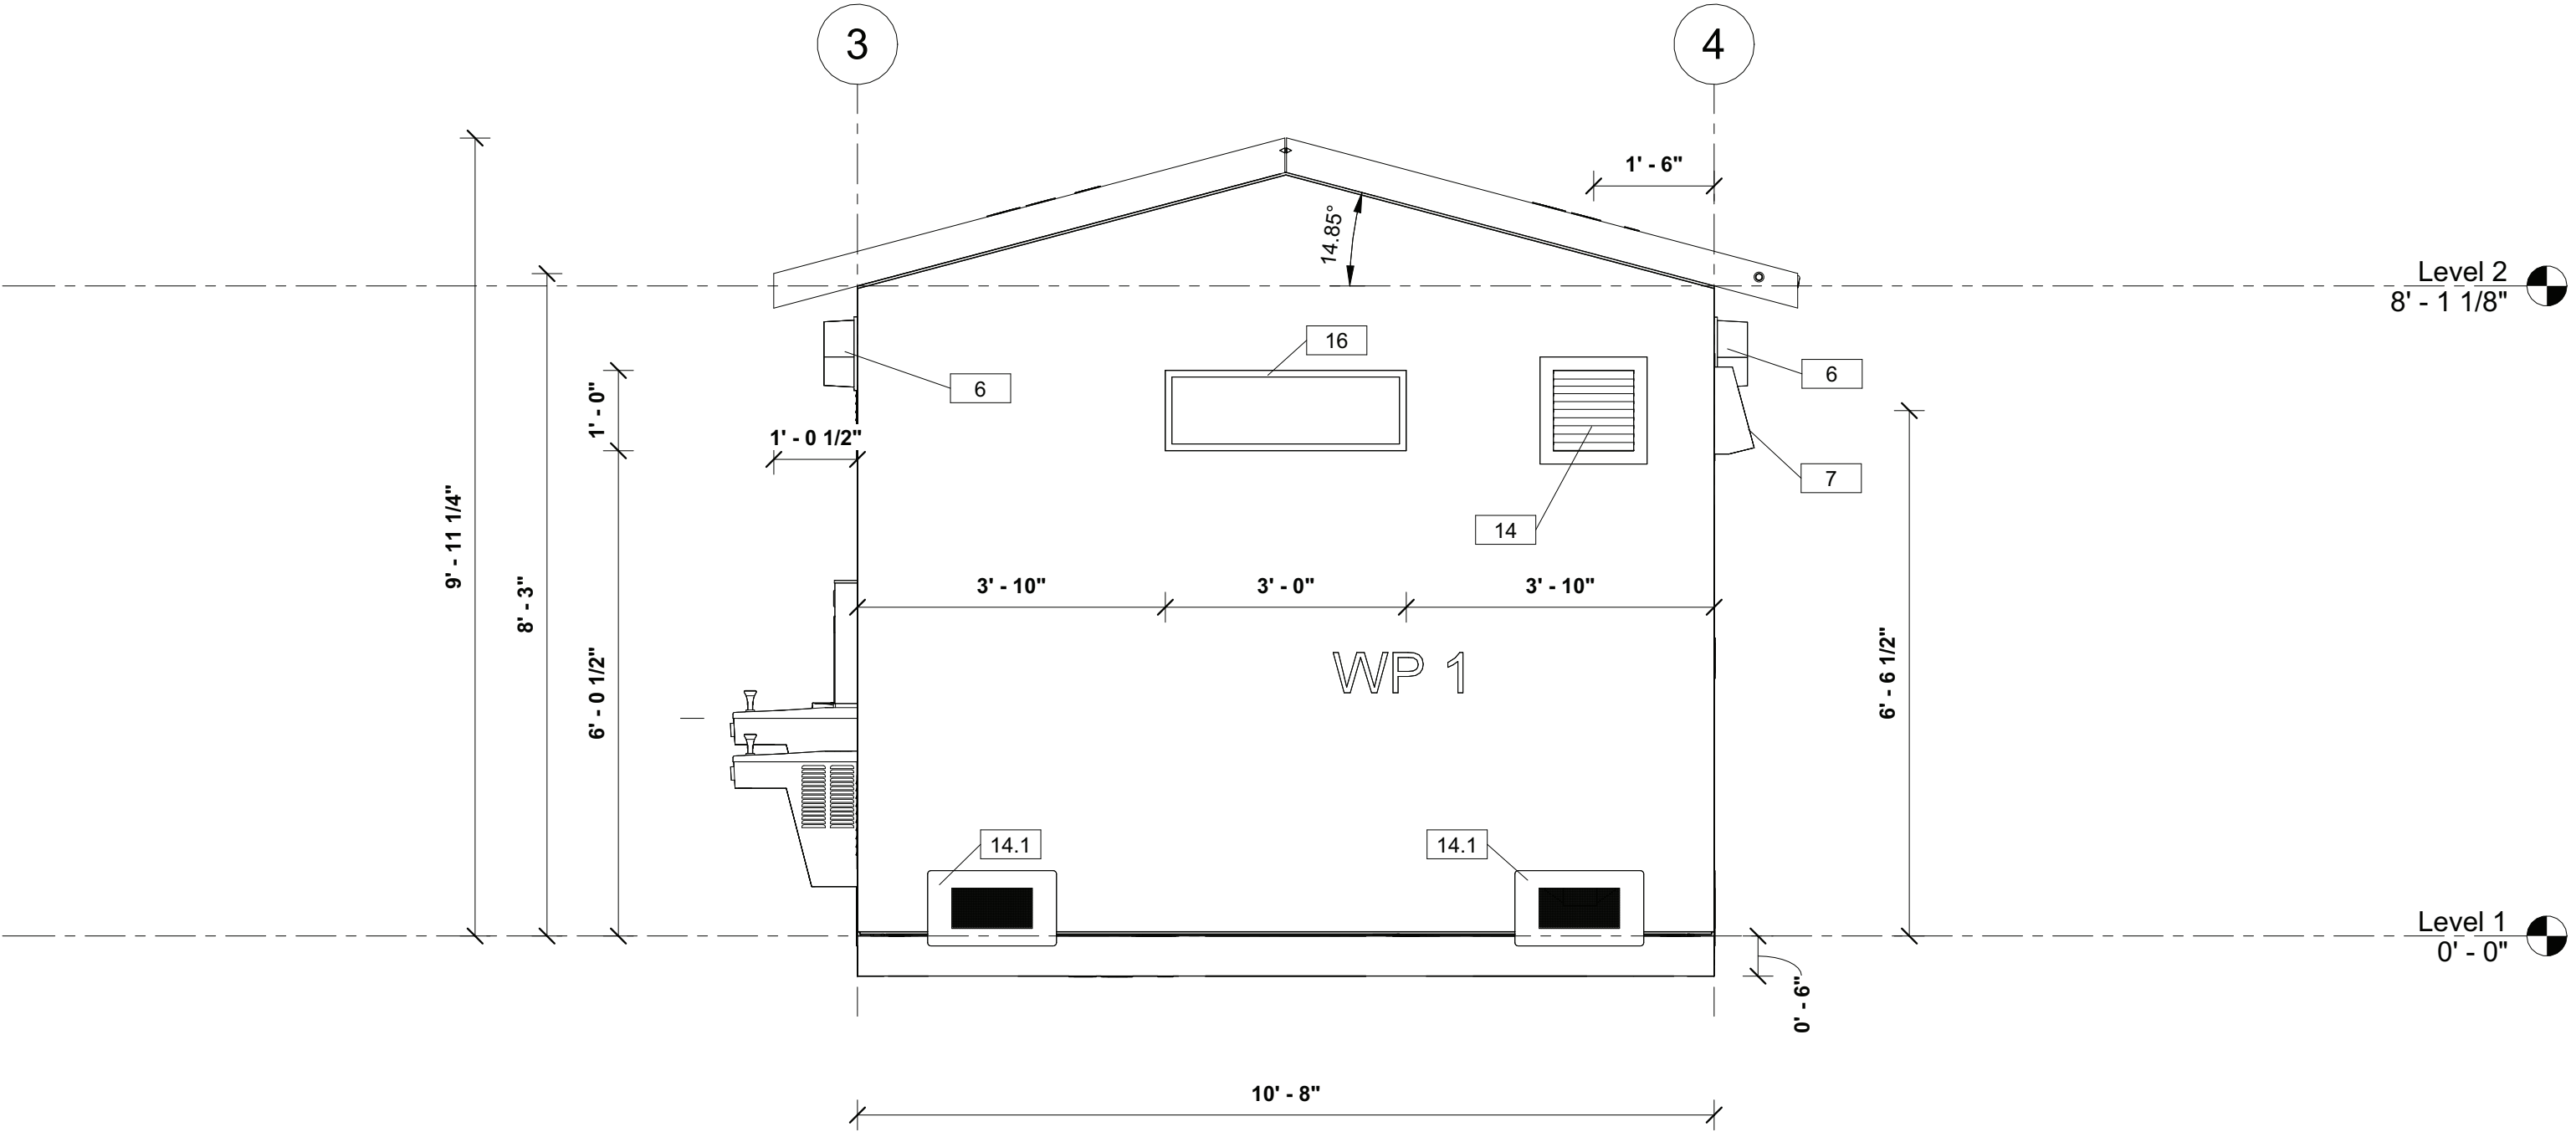 3
4
1' - 6"
14.85°
Level 2
8' - 1 1/8"
16
6
6
1' - 0"
1' - 0 1/2"
7
9' - 11 1/4"
14
8' - 3"
3' - 10"
3' - 0"
3' - 10"
6' - 0 1/2"
WP 1
6' - 6 1/2"
14.1
14.1
Level 1
0' - 0"
0' - 6"
10' - 8"